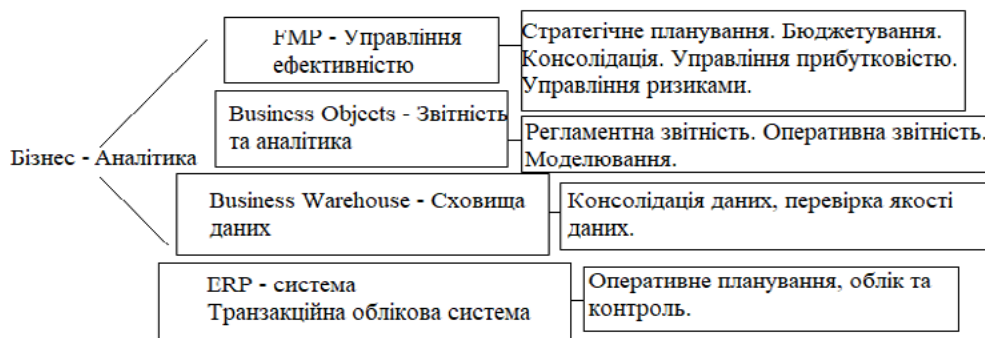 FMP - Управління
ефективністю
Стратегічне планування. Бюджетування.
Консолідація. Управління прибутковістю.
Управління ризиками.
Business Objects - Звітність
та аналітика
Регламентна звітність. Оперативна звітність.
Моделювання.
Бізнес - Аналітика
Business Warehouse - Сховища
даних
Консолідація даних, перевірка якості
даних.
ERP - система
Транзакційна облікова система
Оперативне планування, облік та
контроль.